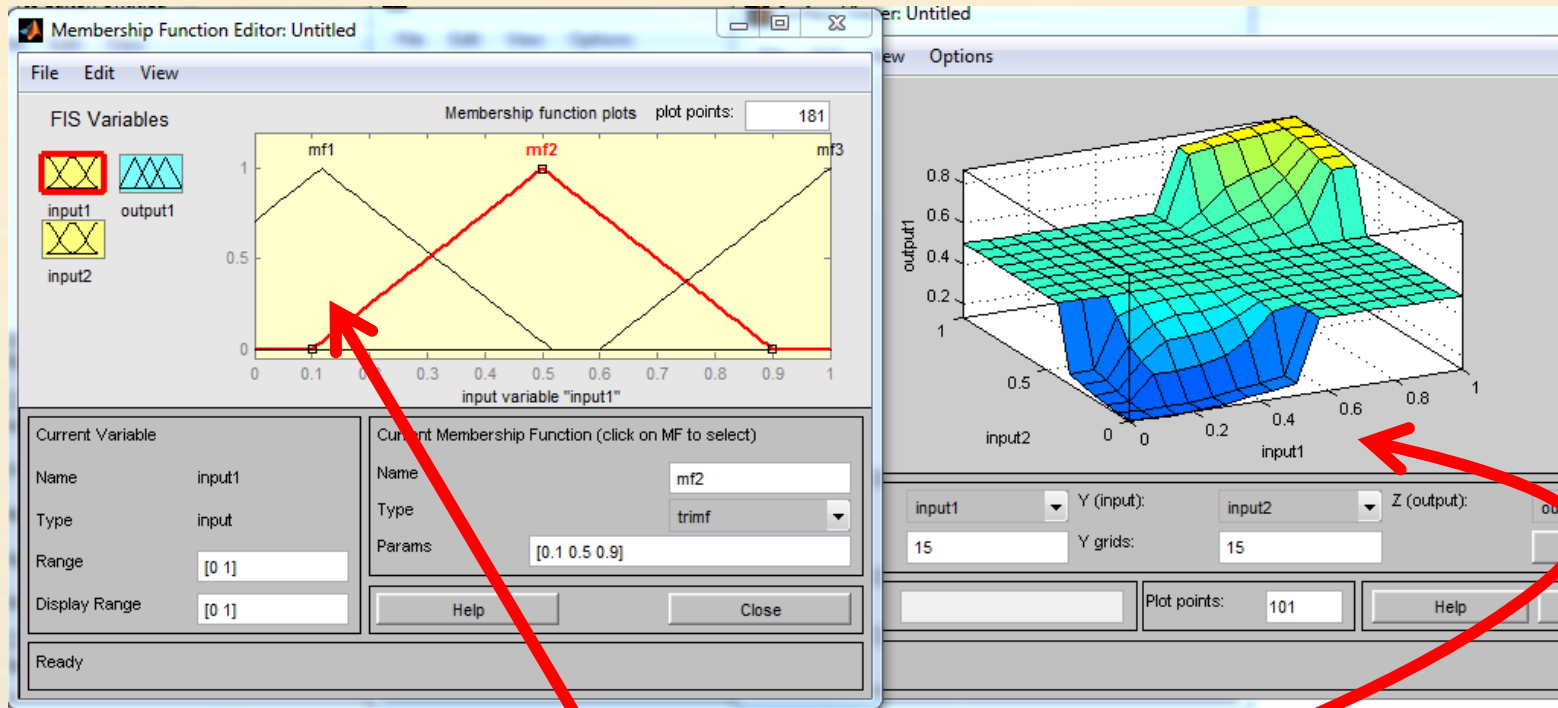 Membership Function Editor: Untitled
File Edit View
FIS Variables
Membership function plots plot points: 181
input1 output1
input2
mf1 mf2 mf3
1
0.5
0
0 0.1 0.3 0.4 0.5 0.6 0.7 0.8 0.9 1
input variable "input1"
Current Variable
Name input1
Type input
Range [0 1]
Display Range [0 1]
Current Membership Function (click on MF to select)
Name mf2
Type trimf
Params [0.1 0.5 0.9]
Help Close
Ready
er: Untitled
ew Options
output1
0.8
0.6
0.4
0.2
1
0.5
0
input2
0 0.2 0.4 0.6 0.8 1
input1
input1 Y (input): input2 Z (output): ou
15 Y grids: 15
Plot points: 101 Help